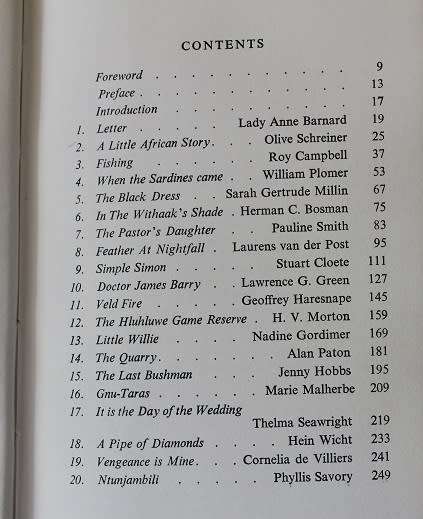 CONTENTS
Foreword . . . . . . . . . . . 9
Preface . . . . . . . . . . . 13
Introduction . . . . . . . . . 17
1. Letter . . . . . Lady Anne Barnard 19
2. A Little African Story . . . Olive Schreiner 25
3. Fishing . . . . . Roy Campbell 37
4. When the Sardines came . . William Plomer 53
5. The Black Dress . . Sarah Gertrude Millin 67
6. In The Withaak's Shade . Herman C. Bosman 75
7. The Pastor's Daughter . . Pauline Smith 83
8. Feather At Nightfall . Laurens van der Post 95
9. Simple Simon . . . . . Stuart Cloete 111
10. Doctor James Barry . . Lawrence G. Green 127
11. Veld Fire . . . . Geoffrey Haresnape 145
12. The Hluhluwe Game Reserve . H. V. Morton 159
13. Little Willie . . . . Nadine Gordimer 169
14. The Quarry . . . . . . Alan Paton 181
15. The Last Bushman . . . . Jenny Hobbs 195
16. Gnu-Taras . . . . . Marie Malherbe 209
17. It is the Day of the Wedding
Thelma Seawright 219
18. A Pipe of Diamonds . . . . Hein Wicht 233
19. Vengeance is Mine . . . Cornelia de Villiers 241
20. Ntunjambili . . . . . Phyllis Savory 249